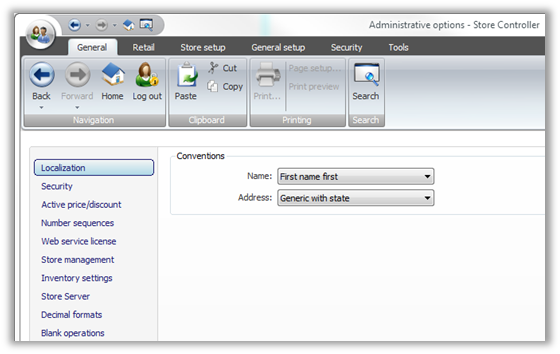 Administrative options - Store Controller
General Retail Store setup General setup Security Tools
Back Forward Home Log out Paste Cut Copy Print... Page setup... Print preview Search
Navigation Clipboard Printing Search
Localization
Security
Active price/discount
Number sequences
Web service license
Store management
Inventory settings
Store Server
Decimal formats
Blank operations
Conventions
Name: First name first
Address: Generic with state